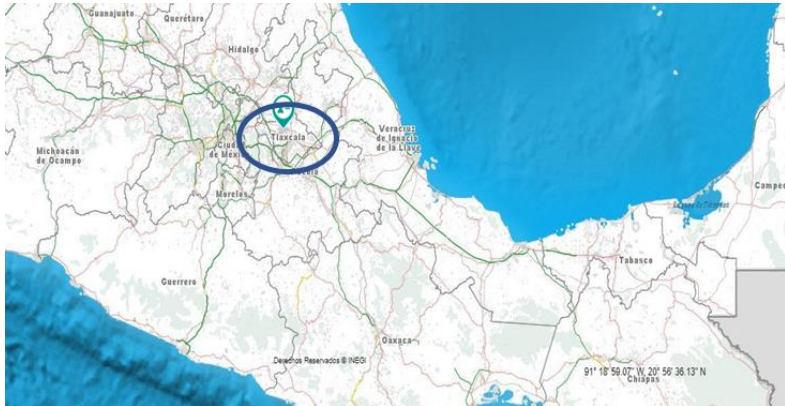 Guanajuato
Querétaro
Hidalgo
Tlaxcala
Veracruz
de Ignacio
de la Llave
Michoacán
de Ocampo
Ciudad
de México
Morelos
Campec
Tabasco
Guerrero
Derechos Reservados © INEGI
Oaxaca
91° 18' 59.07" W, 20° 56' 36.13" N
Chiapas